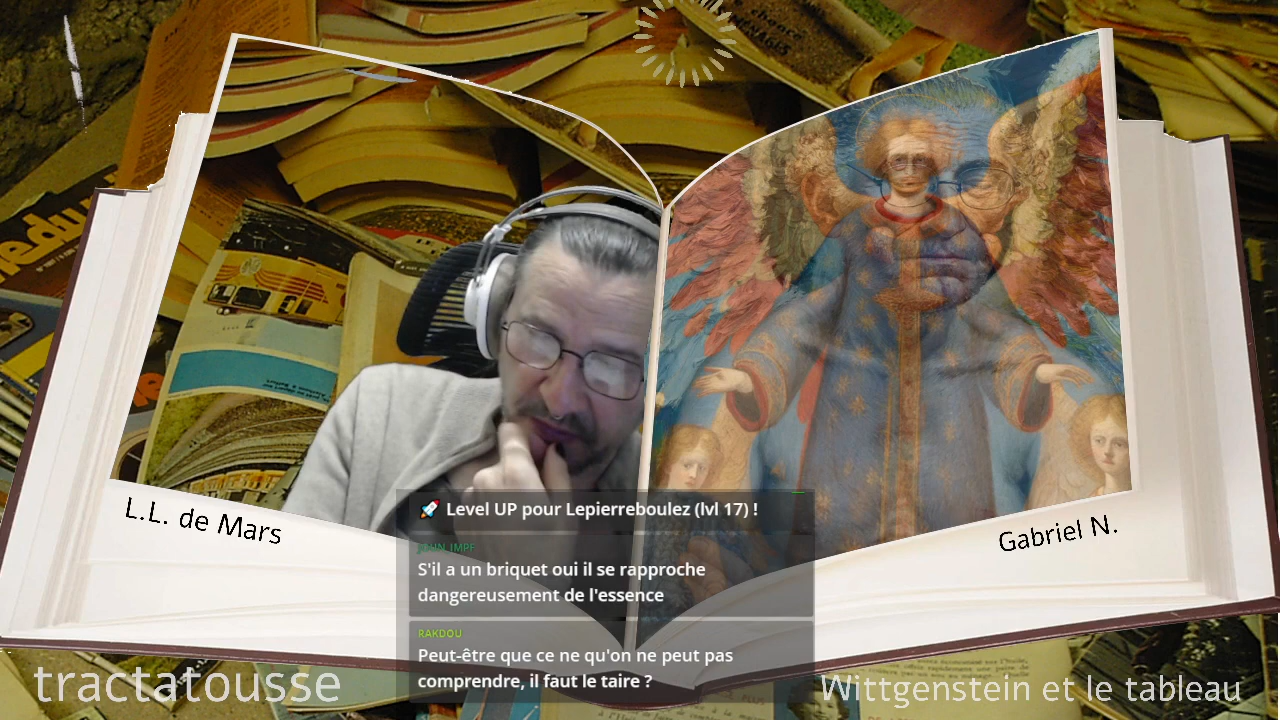 L.L. de Mars
Gabriel N.
🚀 Level UP pour Lepierreboulez (lvl 17) !
JOHN_IMPF
S'il a un briquet oui il se rapproche
dangereusement de l'essence
RAKDOU
Peut-être que ce ne qu'on ne peut pas
comprendre, il faut le taire ?
tractatousse
Wittgenstein et le tableau